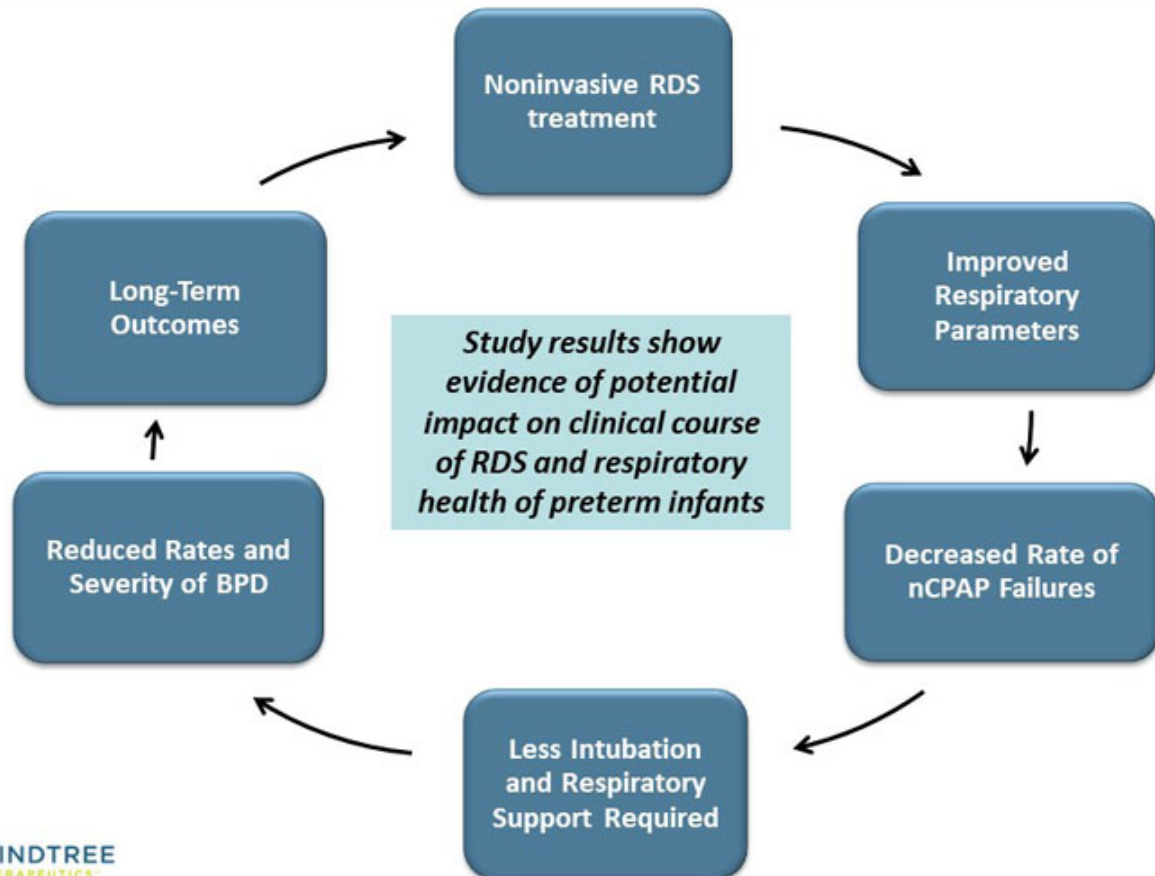 Noninvasive RDS
treatment
Improved
Respiratory
Parameters
Decreased Rate of
nCPAP Failures
Less Intubation
and Respiratory
Support Required
Reduced Rates and
Severity of BPD
Long-Term
Outcomes
Study results show
evidence of potential
impact on clinical course
of RDS and respiratory
health of preterm infants
INDTREE